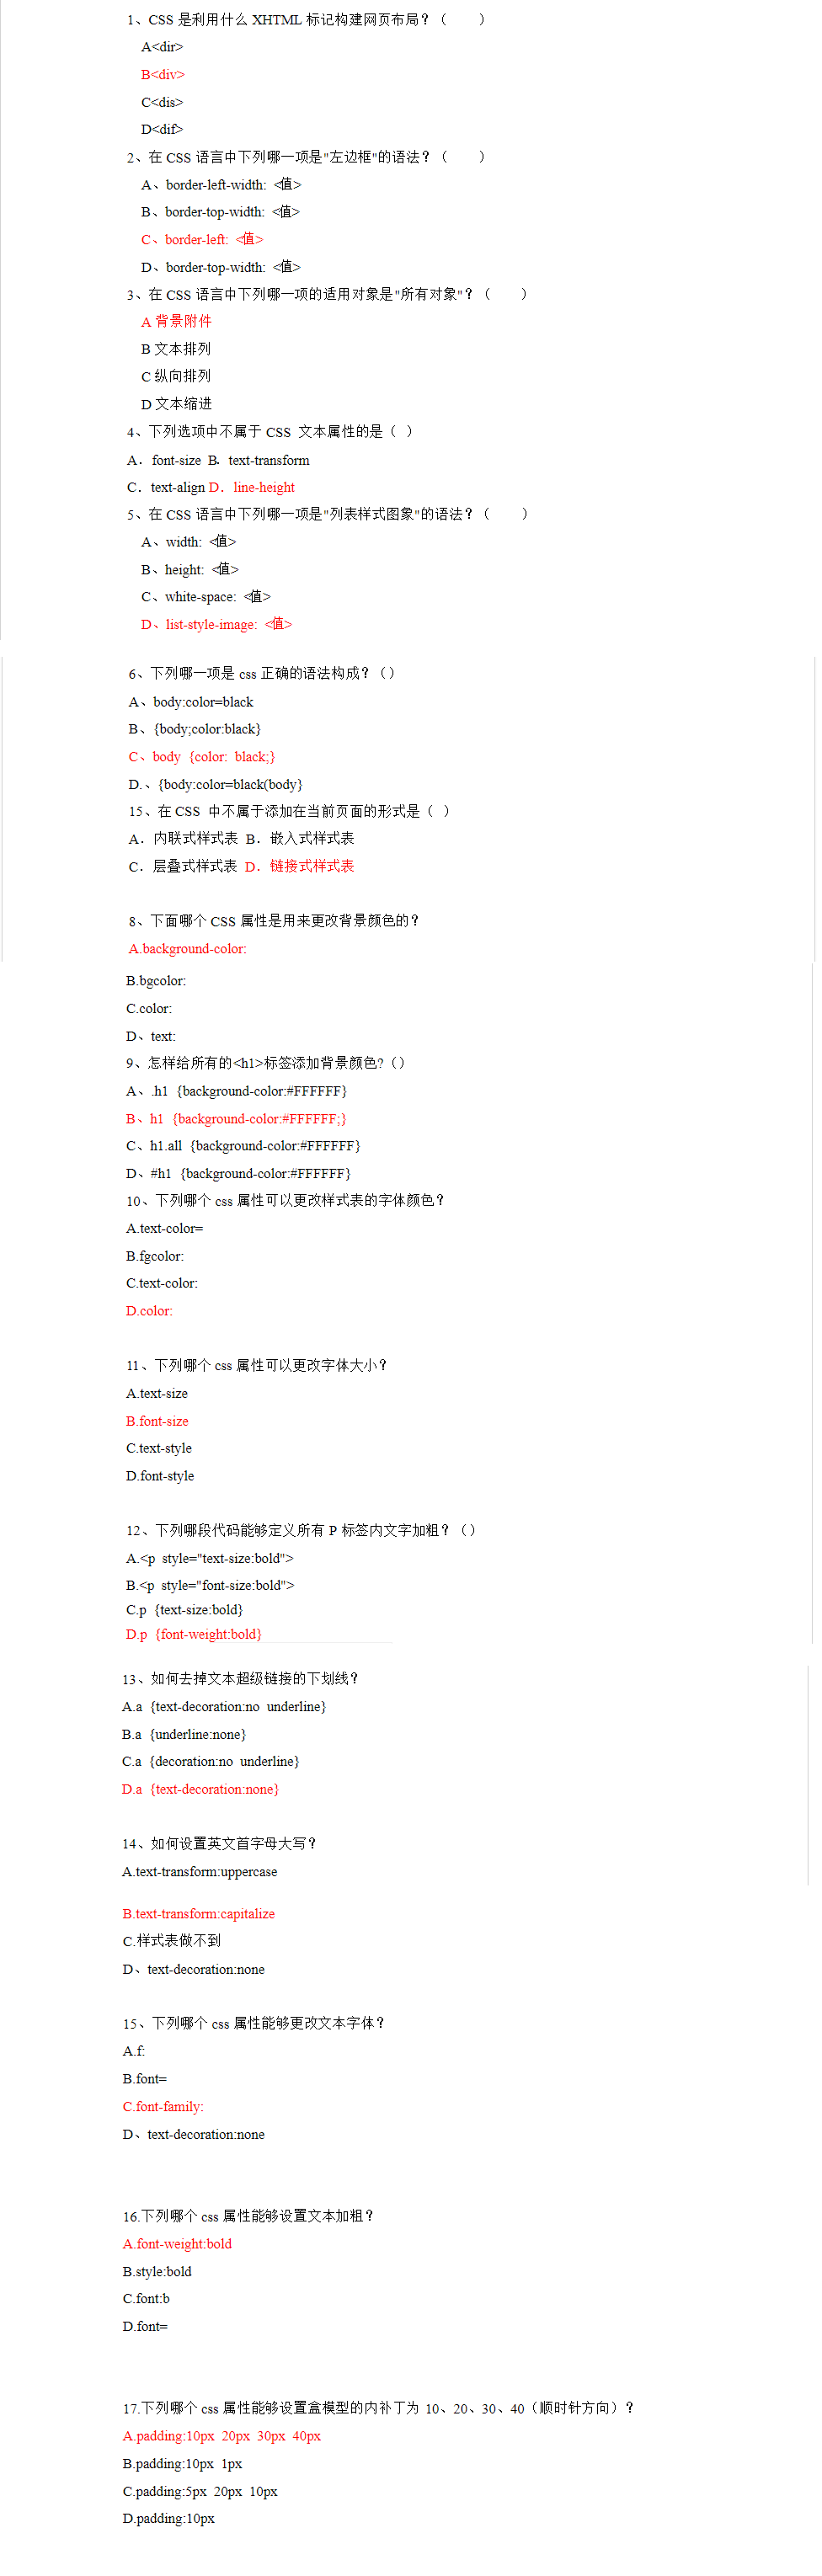 1、CSS 是利用什么 XHTML 标记构建网页布局？（　　）
A<dir>
B<div>
C<dis>
D<dif>
2、在 CSS 语言中下列哪一项是"左边框"的语法？（　　）
A、border-left-width: <值>
B、border-top-width: <值>
C、border-left: <值>
D、border-top-width: <值>
3、在 CSS 语言中下列哪一项的适用对象是"所有对象"？（　　）
A 背景附件
B 文本排列
C 纵向排列
D 文本缩进
4、下列选项中不属于 CSS 文本属性的是（ ）
A．font-size B．text-transform
C．text-align D．line-height
5、在 CSS 语言中下列哪一项是"列表样式图象"的语法？（　　）
A、width: <值>
B、height: <值>
C、white-space: <值>
D、list-style-image: <值>
6、下列哪一项是 css 正确的语法构成？（）
A、body:color=black
B、{body;color:black}
C、body {color: black;}
D.、{body:color=black(body}
15、在 CSS 中不属于添加在当前页面的形式是（ ）
A．内联式样式表 B．嵌入式样式表
C．层叠式样式表 D．链接式样式表
8、下面哪个 CSS 属性是用来更改背景颜色的？
A.background-color:
B.bgcolor:
C.color:
D、text:
9、怎样给所有的<h1>标签添加背景颜色?（）
A、.h1 {background-color:#FFFFFF}
B、h1 {background-color:#FFFFFF;}
C、h1.all {background-color:#FFFFFF}
D、#h1 {background-color:#FFFFFF}
10、下列哪个 css 属性可以更改样式表的字体颜色？
A.text-color=
B.fgcolor:
C.text-color:
D.color:
11、下列哪个 css 属性可以更改字体大小？
A.text-size
B.font-size
C.text-style
D.font-style
12、下列哪段代码能够定义所有 P 标签内文字加粗？（）
A.<p style="text-size:bold">
B.<p style="font-size:bold">
C.p {text-size:bold}
D.p {font-weight:bold}
13、如何去掉文本超级链接的下划线？
A.a {text-decoration:no underline}
B.a {underline:none}
C.a {decoration:no underline}
D.a {text-decoration:none}
14、如何设置英文首字母大写？
A.text-transform:uppercase
B.text-transform:capitalize
C.样式表做不到
D、text-decoration:none
15、下列哪个 css 属性能够更改文本字体？
A.f:
B.font=
C.font-family:
D、text-decoration:none
16.下列哪个 css 属性能够设置文本加粗？
A.font-weight:bold
B.style:bold
C.font:b
D.font=
17.下列哪个 css 属性能够设置盒模型的内补丁为 10、20、30、40（顺时针方向）？
A.padding:10px 20px 30px 40px
B.padding:10px 1px
C.padding:5px 20px 10px
D.padding:10px